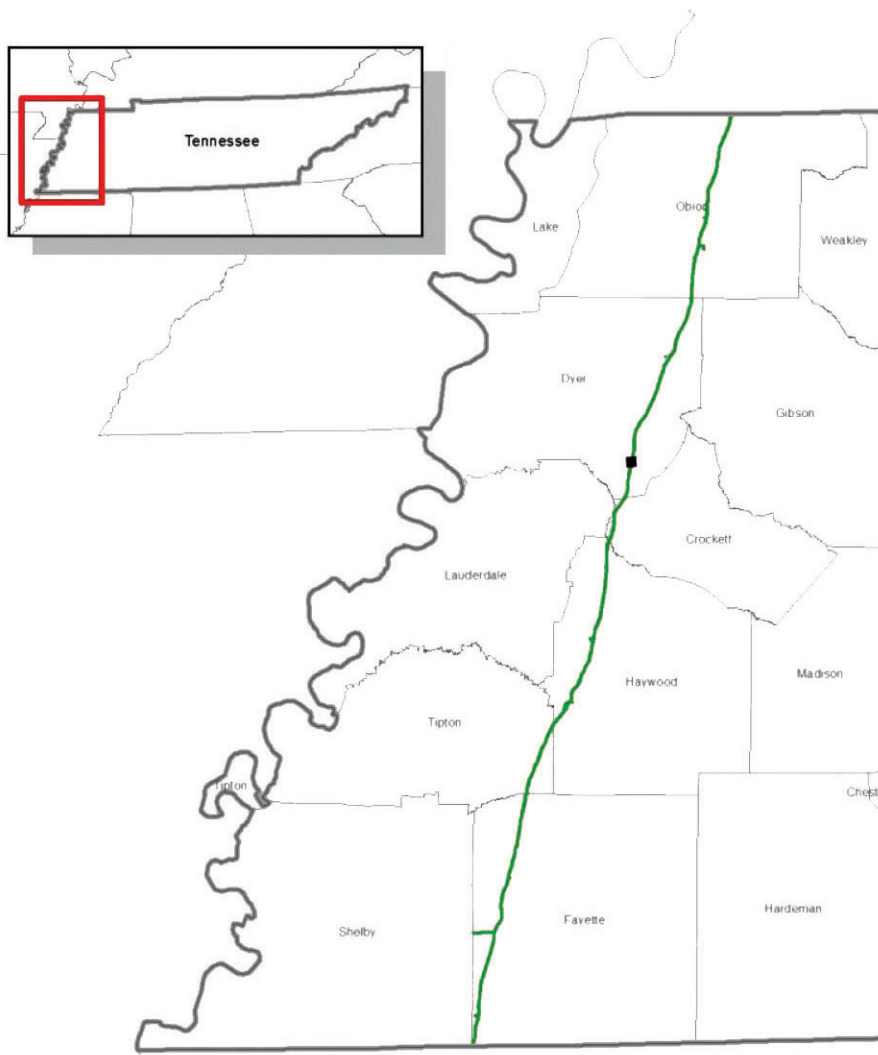 Tennessee
Obion
Lake
Weakley
Dyer
Gibson
Crockett
Lauderdale
Haywood
Madison
Tipton
Tipton
Chest
Shelby
Fayette
Hardeman